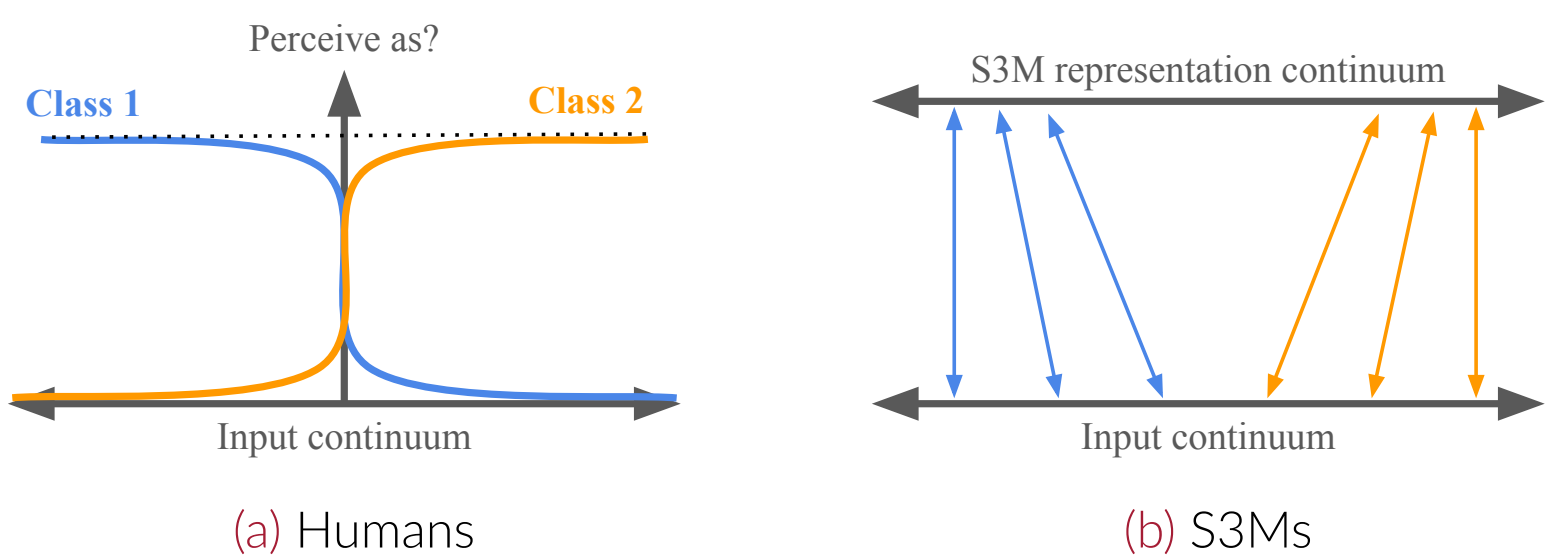 Perceive as?
Class 1
Class 2
Input continuum
(a) Humans
S3M representation continuum
Input continuum
(b) S3Ms